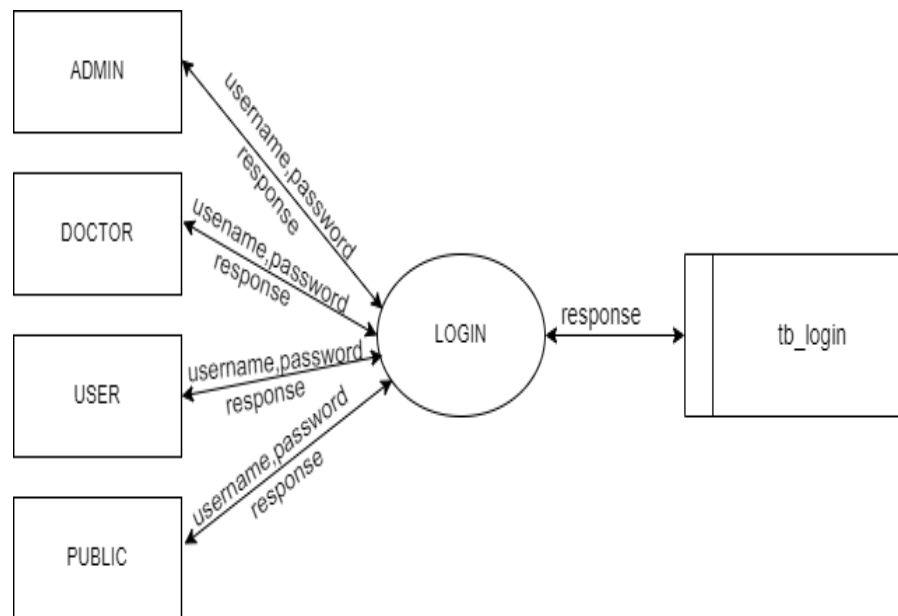 ADMIN
username,password
response
DOCTOR
usename,password
response
LOGIN
response
tb_login
USER
username,password
response
PUBLIC
username,password
response